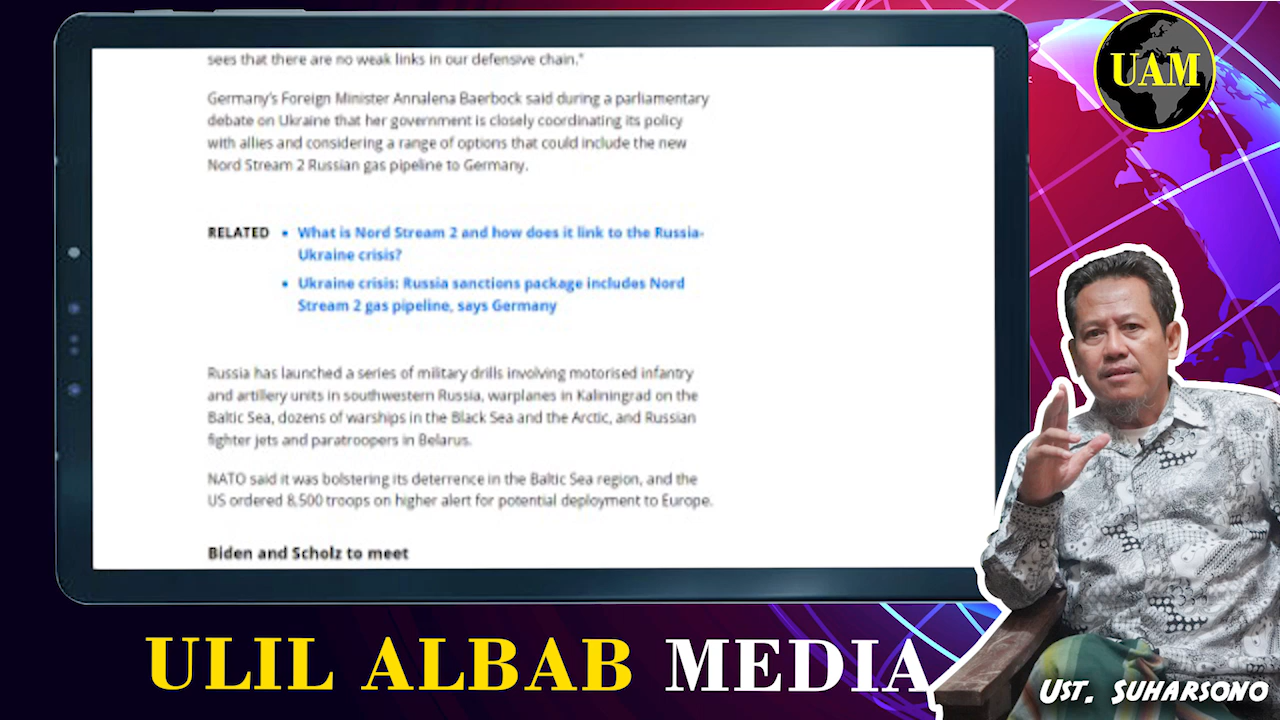 sees that there are no weak links in our defensive chain."
Germany's Foreign Minister Annalena Baerbock said during a parliamentary
debate on Ukraine that her government is closely coordinating its policy
with allies and considering a range of options that could include the new
Nord Stream 2 Russian gas pipeline to Germany.
RELATED • What is Nord Stream 2 and how does it link to the Russia-
Ukraine crisis?
• Ukraine crisis: Russia sanctions package includes Nord
Stream 2 gas pipeline, says Germany
Russia has launched a series of military drills involving motorised infantry
and artillery units in southwestern Russia, warplanes in Kaliningrad on the
Baltic Sea, dozens of warships in the Black Sea and the Arctic, and Russian
fighter jets and paratroopers in Belarus.
NATO said it was bolstering its deterrence in the Baltic Sea region, and the
US ordered 8,500 troops on higher alert for potential deployment to Europe.
Biden and Scholz to meet
UAM
ULIL ALBAB MEDIA
UST. SUHARSONO